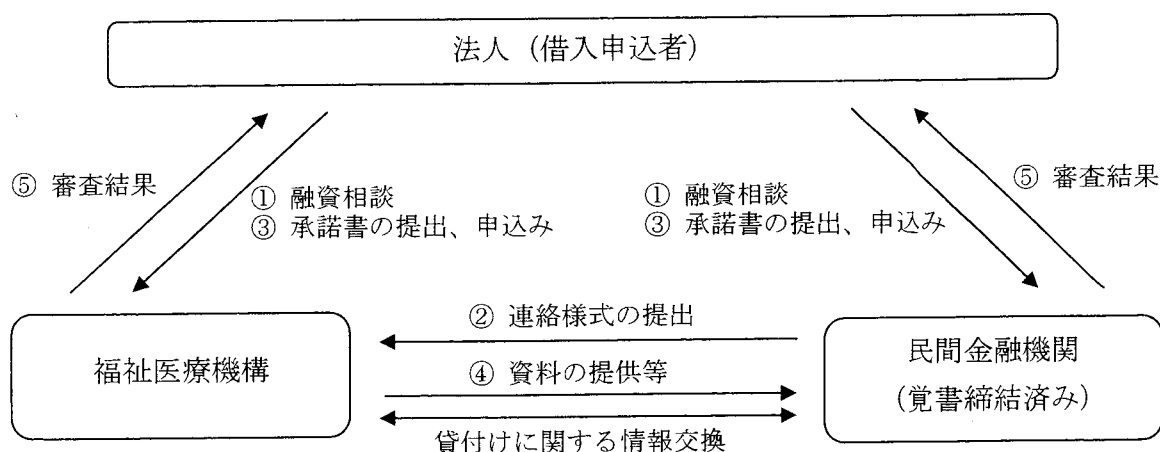 法人（借入申込者）
⑤ 審査結果
① 融資相談
③ 承諾書の提出、申込み
① 融資相談
③ 承諾書の提出、申込み
⑤ 審査結果
福祉医療機構
② 連絡様式の提出
④ 資料の提供等
貸付けに関する情報交換
民間金融機関
（覚書締結済み）